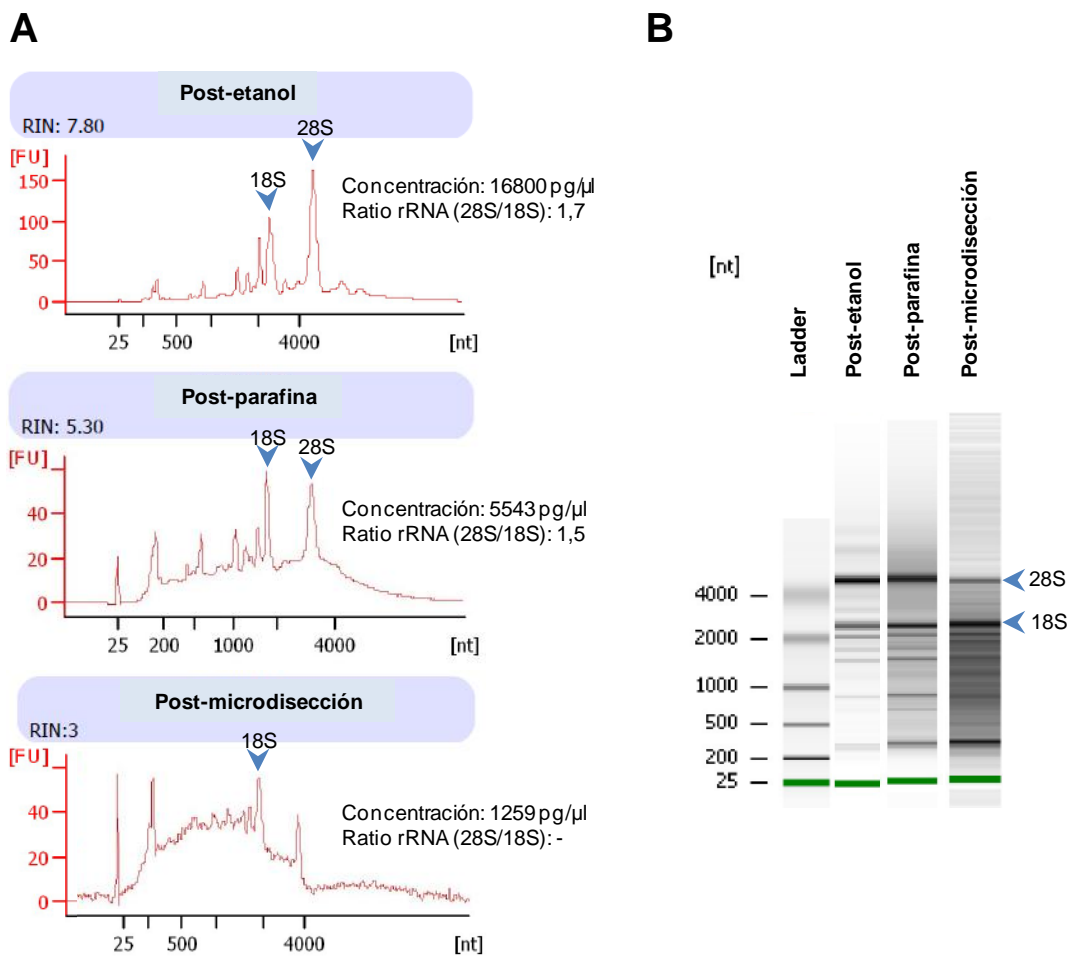 A
Post-etanol
RIN: 7.80
[FU]
28S
18S
150
100
50
0
Concentración: 16800 pg/µl
Ratio rRNA (28S/18S): 1,7
25 500 4000 [nt]
Post-parafina
RIN: 5.30
[FU]
18S
28S
40
20
0
Concentración: 5543 pg/µl
Ratio rRNA (28S/18S): 1,5
25 200 1000 4000 [nt]
Post-microdisección
RIN:3
[FU]
18S
40
20
0
Concentración: 1259 pg/µl
Ratio rRNA (28S/18S): -
25 500 4000 [nt]
B
[nt]
Ladder
Post-etanol
Post-parafina
Post-microdisección
4000
2000
1000
500
200
25
28S
18S